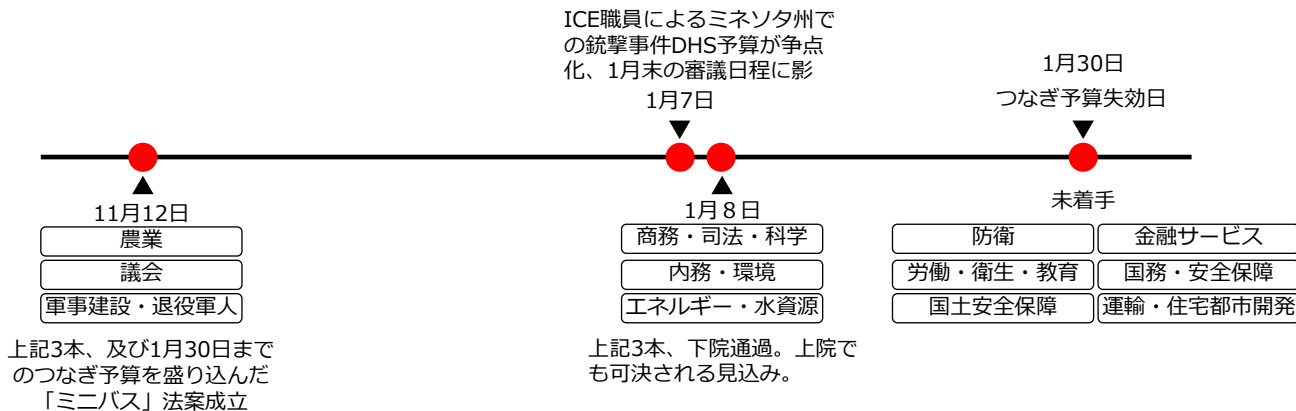 ICE職員によるミネソタ州で
の銃撃事件DHS予算が争点
化、1月末の審議日程に影
1月7日
1月30日
つなぎ予算失効日
11月12日
農業
議会
軍事建設・退役軍人
上記3本、及び1月30日まで
のつなぎ予算を盛り込んだ
「ミニバス」法案成立
1月８日
商務・司法・科学
内務・環境
エネルギー・水資源
上記3本、下院通過。上院で
も可決される見込み。
未着手
防衛
金融サービス
労働・衛生・教育
国務・安全保障
国土安全保障
運輸・住宅都市開発